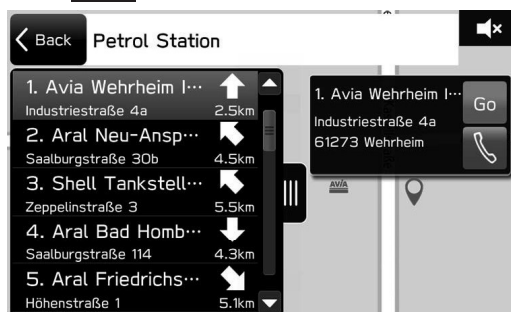 Back
Petrol Station
1. Avia Wehrheim I···
Industriestraße 4a 2.5km
2. Aral Neu-Ansp···
Saalburgstraße 30b 4.5km
3. Shell Tankstell···
Zeppelinstraße 3 5.5km
4. Aral Bad Homb···
Saalburgstraße 114 4.3km
5. Aral Friedrichs···
Höhenstraße 1 5.1km
1. Avia Wehrheim I···
Go
Industriestraße 4a
61273 Wehrheim
AVIA